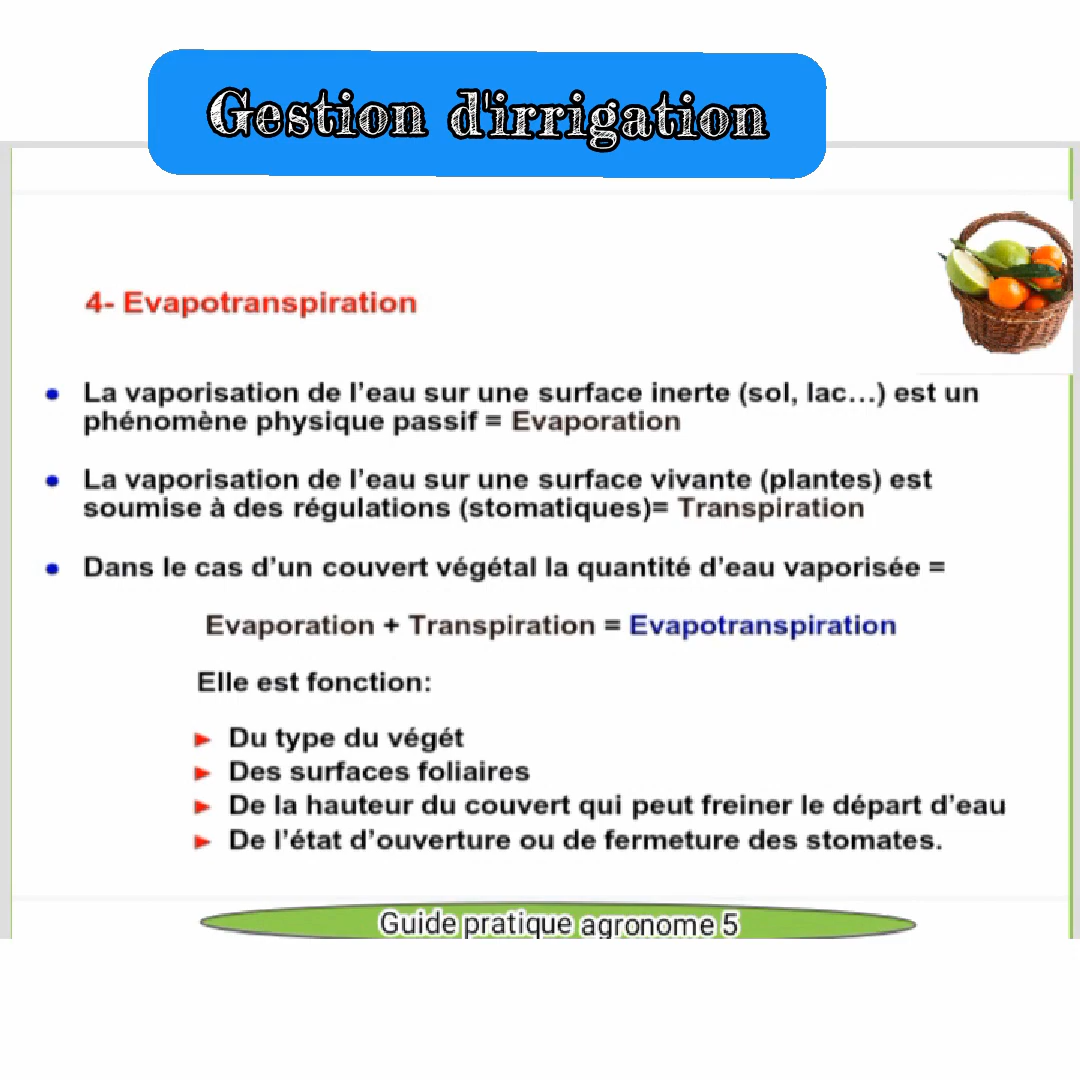 Gestion d'irrigation
4- Evapotranspiration
• La vaporisation de l’eau sur une surface inerte (sol, lac…) est un
phénomène physique passif = Evaporation
• La vaporisation de l’eau sur une surface vivante (plantes) est
soumise à des régulations (stomatiques)= Transpiration
• Dans le cas d’un couvert végétal la quantité d’eau vaporisée =
Evaporation + Transpiration = Evapotranspiration
Elle est fonction:
► Du type du végét
► Des surfaces foliaires
► De la hauteur du couvert qui peut freiner le départ d’eau
► De l’état d’ouverture ou de fermeture des stomates.
Guide pratique agronome 5